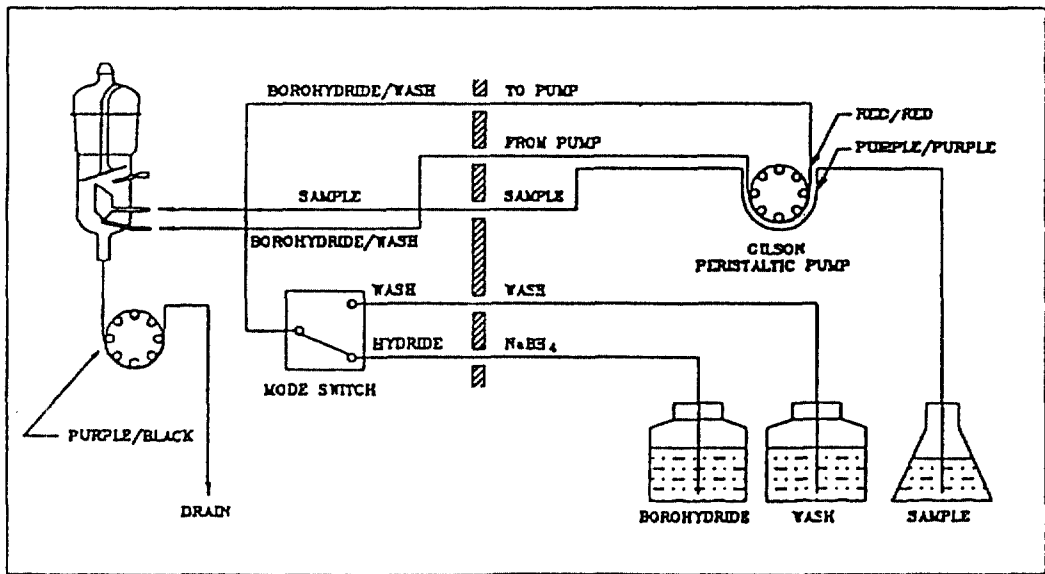 BOROHYDRIDE/WASH
TO PUMP
RED/RED
FROM PUMP
PURPLE/PURPLE
SAMPLE
SAMPLE
BOROHYDRIDE/WASH
GILSON
PERISTALTIC PUMP
WASH
WASH
HYDRIDE
NaBH₄
MODE SWITCH
PURPLE/BLACK
DRAIN
BOROHYDRIDE
WASH
SAMPLE